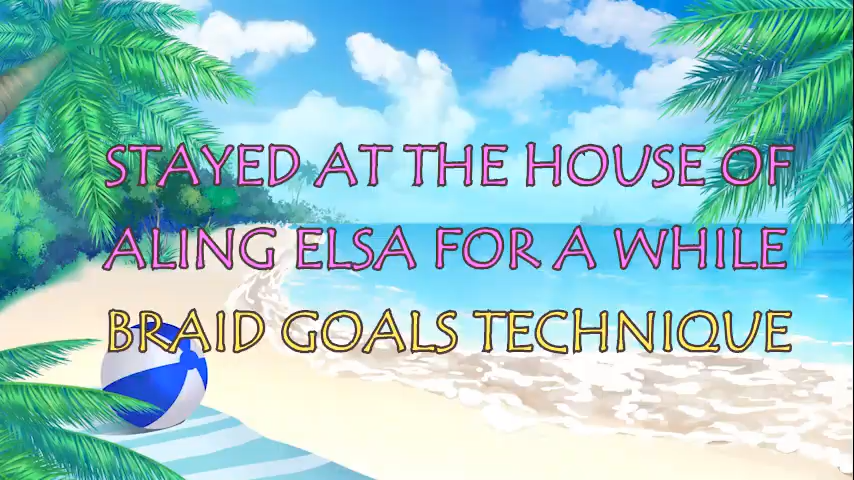 STAYED AT THE HOUSE OF
ALING ELSA FOR A WHILE
BRAID GOALS TECHNIQUE